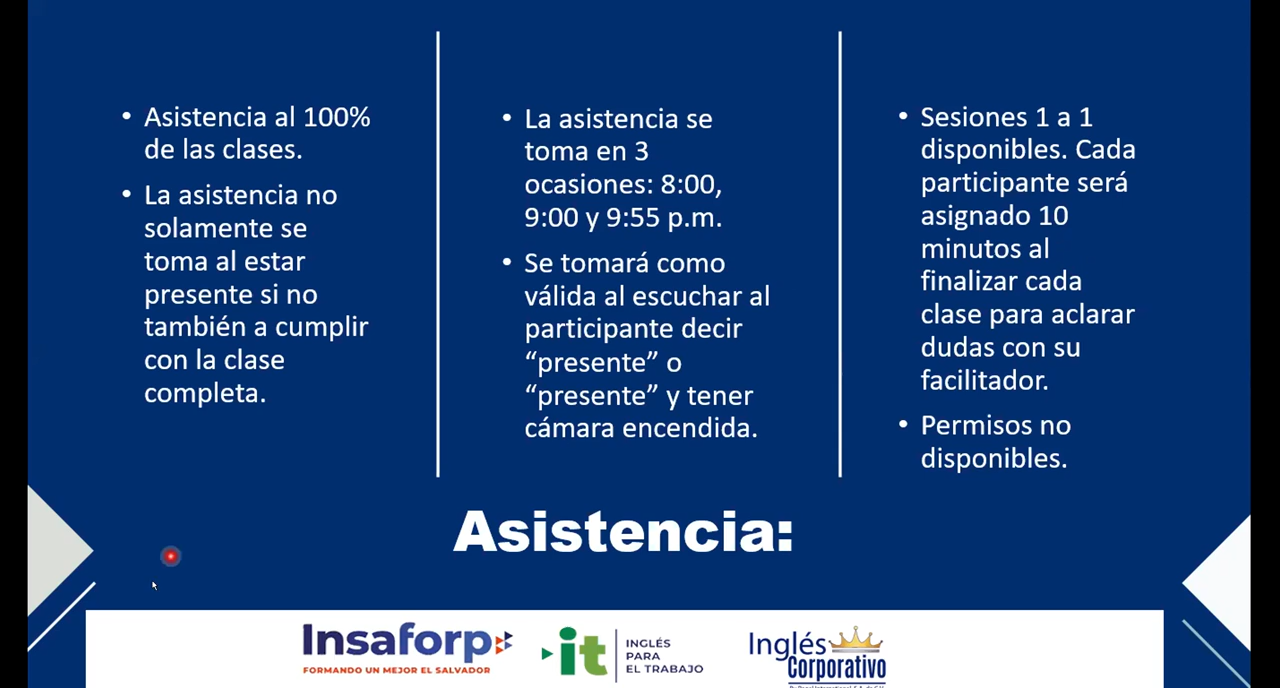 • Asistencia al 100%
de las clases.
• La asistencia no
solamente se
toma al estar
presente si no
también a cumplir
con la clase
completa.
• La asistencia se
toma en 3
ocasiones: 8:00,
9:00 y 9:55 p.m.
• Se tomará como
válida al escuchar al
participante decir
“presente” o
“presente” y tener
cámara encendida.
• Sesiones 1 a 1
disponibles. Cada
participante será
asignado 10
minutos al
finalizar cada
clase para aclarar
dudas con su
facilitador.
• Permisos no
disponibles.
Asistencia:
Insaforp
FORMANDO UN MEJOR EL SALVADOR
it
INGLÉS
PARA
EL TRABAJO
Inglés
Corporativo